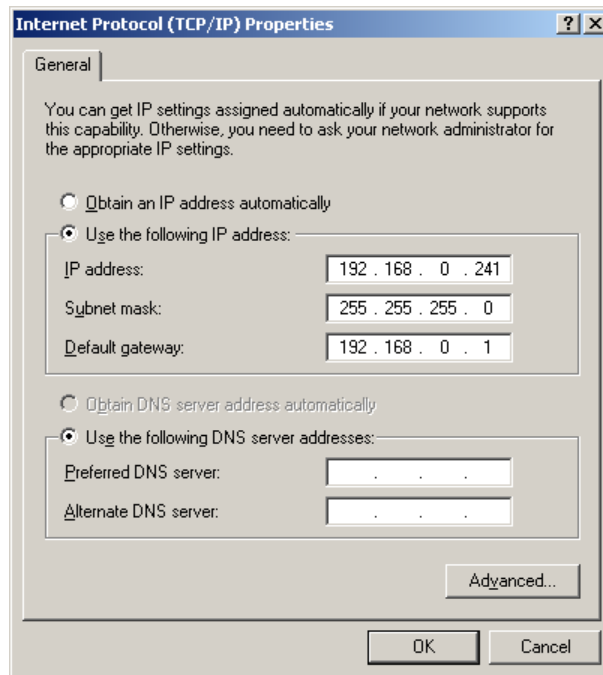 Internet Protocol (TCP/IP) Properties
General
You can get IP settings assigned automatically if your network supports
this capability. Otherwise, you need to ask your network administrator for
the appropriate IP settings.
Obtain an IP address automatically
Use the following IP address:
IP address: 192 . 168 . 0 . 241
Subnet mask: 255 . 255 . 255 . 0
Default gateway: 192 . 168 . 0 . 1
Obtain DNS server address automatically
Use the following DNS server addresses:
Preferred DNS server: . . .
Alternate DNS server: . . .
Advanced...
OK Cancel